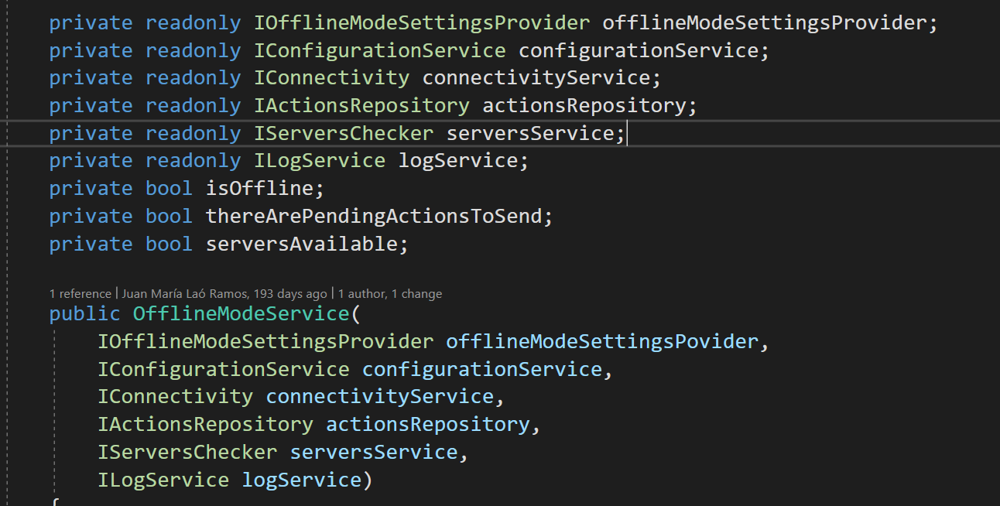 private readonly IOfflineModeSettingsProvider offlineModeSettingsProvider;
private readonly IConfigurationService configurationService;
private readonly IConnectivity connectivityService;
private readonly IActionsRepository actionsRepository;
private readonly IServersChecker serversService;
private readonly ILogService logService;
private bool isOffline;
private bool thereArePendingActionsToSend;
private bool serversAvailable;
1 reference | Juan María Laó Ramos, 193 days ago | 1 author, 1 change
public OfflineModeService(
IOfflineModeSettingsProvider offlineModeSettingsPovider,
IConfigurationService configurationService,
IConnectivity connectivityService,
IActionsRepository actionsRepository,
IServersChecker serversService,
ILogService logService)
{